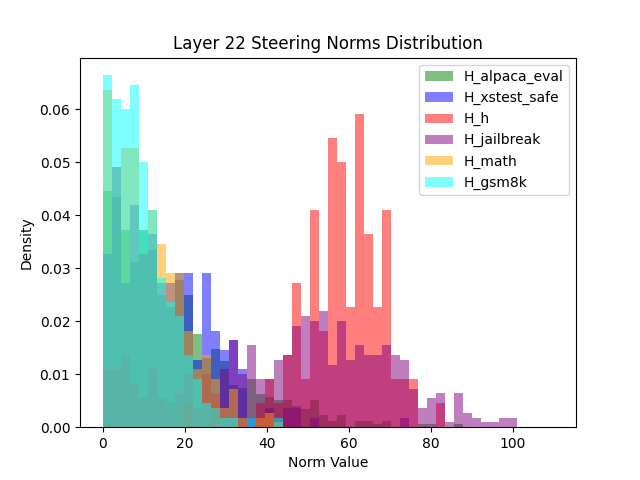 Layer 22 Steering Norms Distribution
H_alpaca_eval
H_xstest_safe
H_h
H_jailbreak
H_math
H_gsm8k
Density
0.06
0.05
0.04
0.03
0.02
0.01
0.00
0 20 40 60 80 100
Norm Value